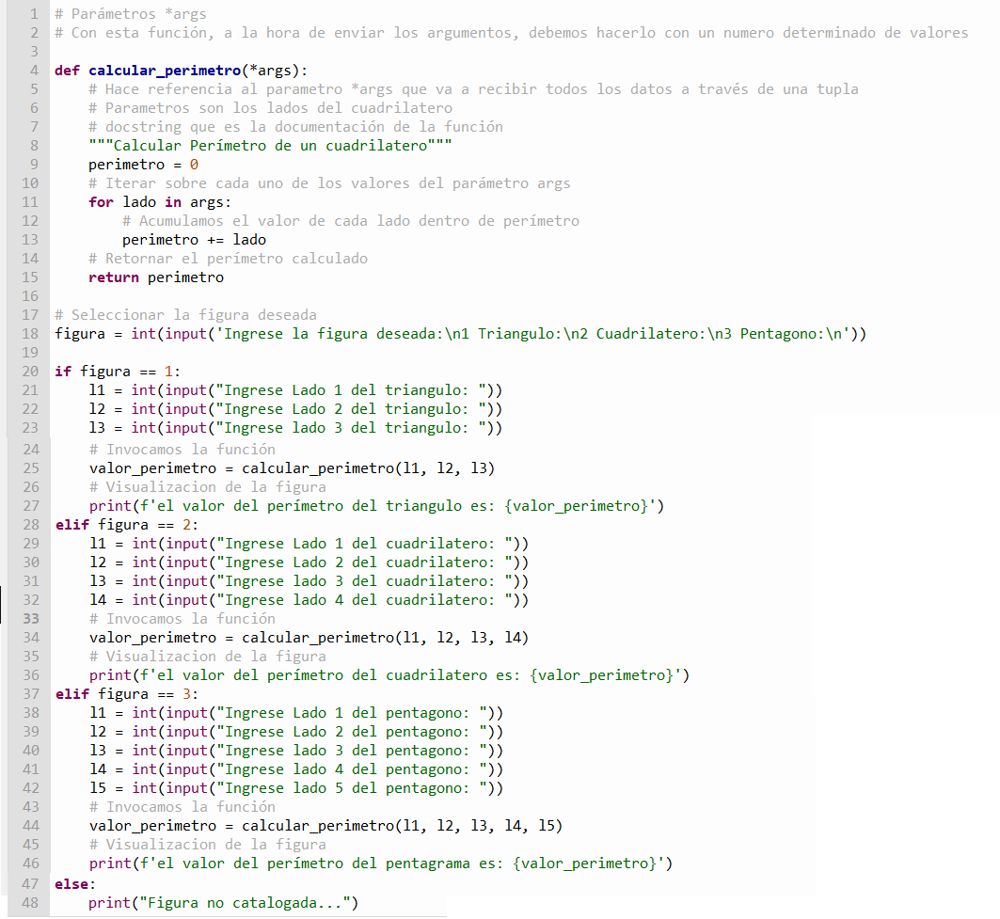 1 # Parámetros *args
2 # Con esta función, a la hora de enviar los argumentos, debemos hacerlo con un numero determinado de valores
3
4 def calcular_perimetro(*args):
5     # Hace referencia al parametro *args que va a recibir todos los datos a través de una tupla
6     # Parametros son los lados del cuadrilatero
7     # docstring que es la documentación de la función
8     """Calcular Perímetro de un cuadrilatero"""
9     perimetro = 0
10     # Iterar sobre cada uno de los valores del parámetro args
11     for lado in args:
12         # Acumulamos el valor de cada lado dentro de perímetro
13         perimetro += lado
14     # Retornar el perímetro calculado
15     return perimetro
16
17 # Seleccionar la figura deseada
18 figura = int(input('Ingrese la figura deseada:\n1 Triangulo:\n2 Cuadrilatero:\n3 Pentagono:\n'))
19
20 if figura == 1:
21     l1 = int(input("Ingrese Lado 1 del triangulo: "))
22     l2 = int(input("Ingrese Lado 2 del triangulo: "))
23     l3 = int(input("Ingrese lado 3 del triangulo: "))
24     # Invocamos la función
25     valor_perimetro = calcular_perimetro(l1, l2, l3)
26     # Visualizacion de la figura
27     print(f'el valor del perímetro del triangulo es: {valor_perimetro}')
28 elif figura == 2:
29     l1 = int(input("Ingrese Lado 1 del cuadrilatero: "))
30     l2 = int(input("Ingrese Lado 2 del cuadrilatero: "))
31     l3 = int(input("Ingrese lado 3 del cuadrilatero: "))
32     l4 = int(input("Ingrese lado 4 del cuadrilatero: "))
33     # Invocamos la función
34     valor_perimetro = calcular_perimetro(l1, l2, l3, l4)
35     # Visualizacion de la figura
36     print(f'el valor del perímetro del cuadrilatero es: {valor_perimetro}')
37 elif figura == 3:
38     l1 = int(input("Ingrese Lado 1 del pentagono: "))
39     l2 = int(input("Ingrese Lado 2 del pentagono: "))
40     l3 = int(input("Ingrese lado 3 del pentagono: "))
41     l4 = int(input("Ingrese lado 4 del pentagono: "))
42     l5 = int(input("Ingrese lado 5 del pentagono: "))
43     # Invocamos la función
44     valor_perimetro = calcular_perimetro(l1, l2, l3, l4, l5)
45     # Visualizacion de la figura
46     print(f'el valor del perímetro del pentagrama es: {valor_perimetro}')
47 else:
48     print("Figura no catalogada...")